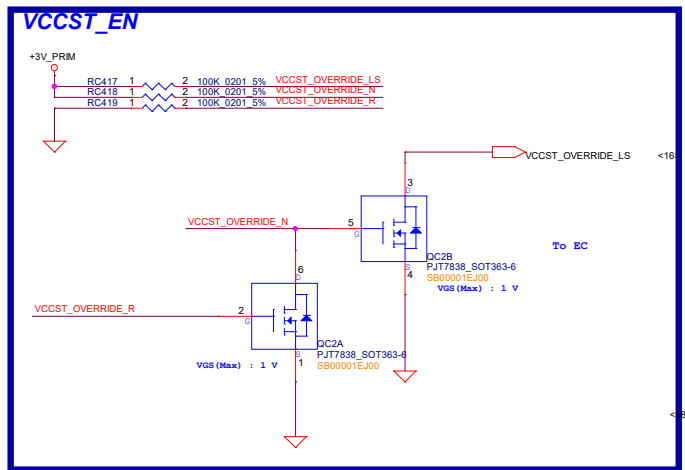 VCCST_EN
+3V_PRIM
RC417 1 2 100K_0201_5% VCCST_OVERRIDE_LS
RC418 1 2 100K_0201_5% VCCST_OVERRIDE_N
RC419 1 2 100K_0201_5% VCCST_OVERRIDE_R
VCCST_OVERRIDE_LS <16
3
D
VCCST_OVERRIDE_N 5
G
To EC
QC2B
S 4
PJT7838_SOT363-6
SB00001EJ00
VGS(Max) : 1 V
6
D
VCCST_OVERRIDE_R 2
G
QC2A
S 1
PJT7838_SOT363-6
VGS(Max) : 1 V SB00001EJ00